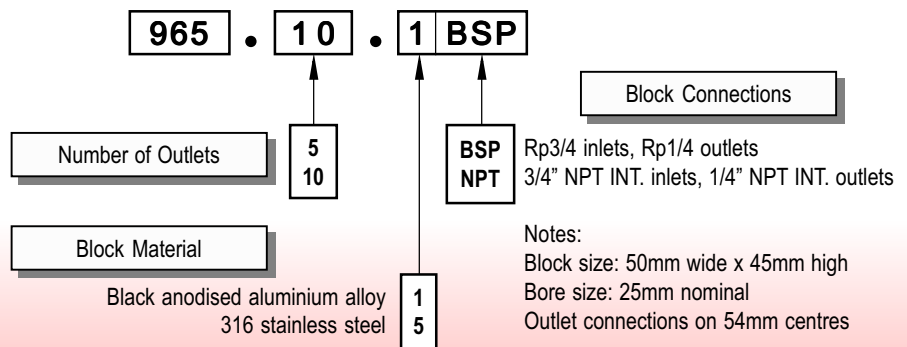 965 . 10 . 1 BSP
Block Connections
Number of Outlets
5
10
BSP Rp3/4 inlets, Rp1/4 outlets
NPT 3/4” NPT INT. inlets, 1/4” NPT INT. outlets
Block Material
Black anodised aluminium alloy 1
316 stainless steel 5
Notes:
Block size: 50mm wide x 45mm high
Bore size: 25mm nominal
Outlet connections on 54mm centres